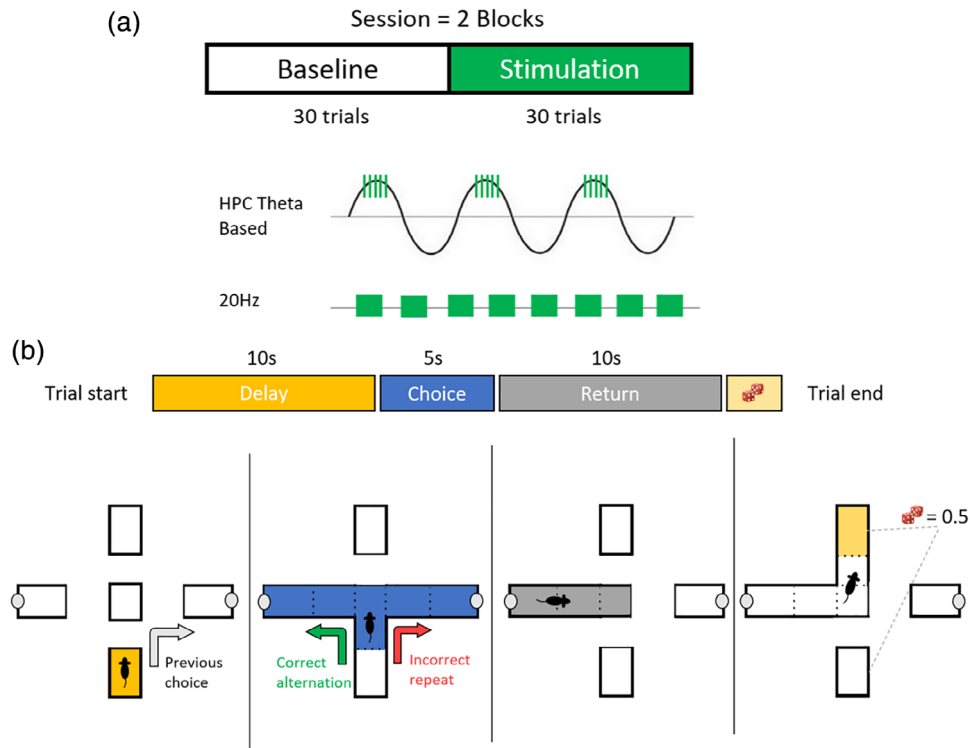 (a)
Session = 2 Blocks
Baseline
Stimulation
30 trials
30 trials
HPC Theta
Based
20Hz
(b)
10s
5s
10s
Trial start
Delay
Choice
Return
Trial end
= 0.5
Previous
choice
Correct
alternation
Incorrect
repeat